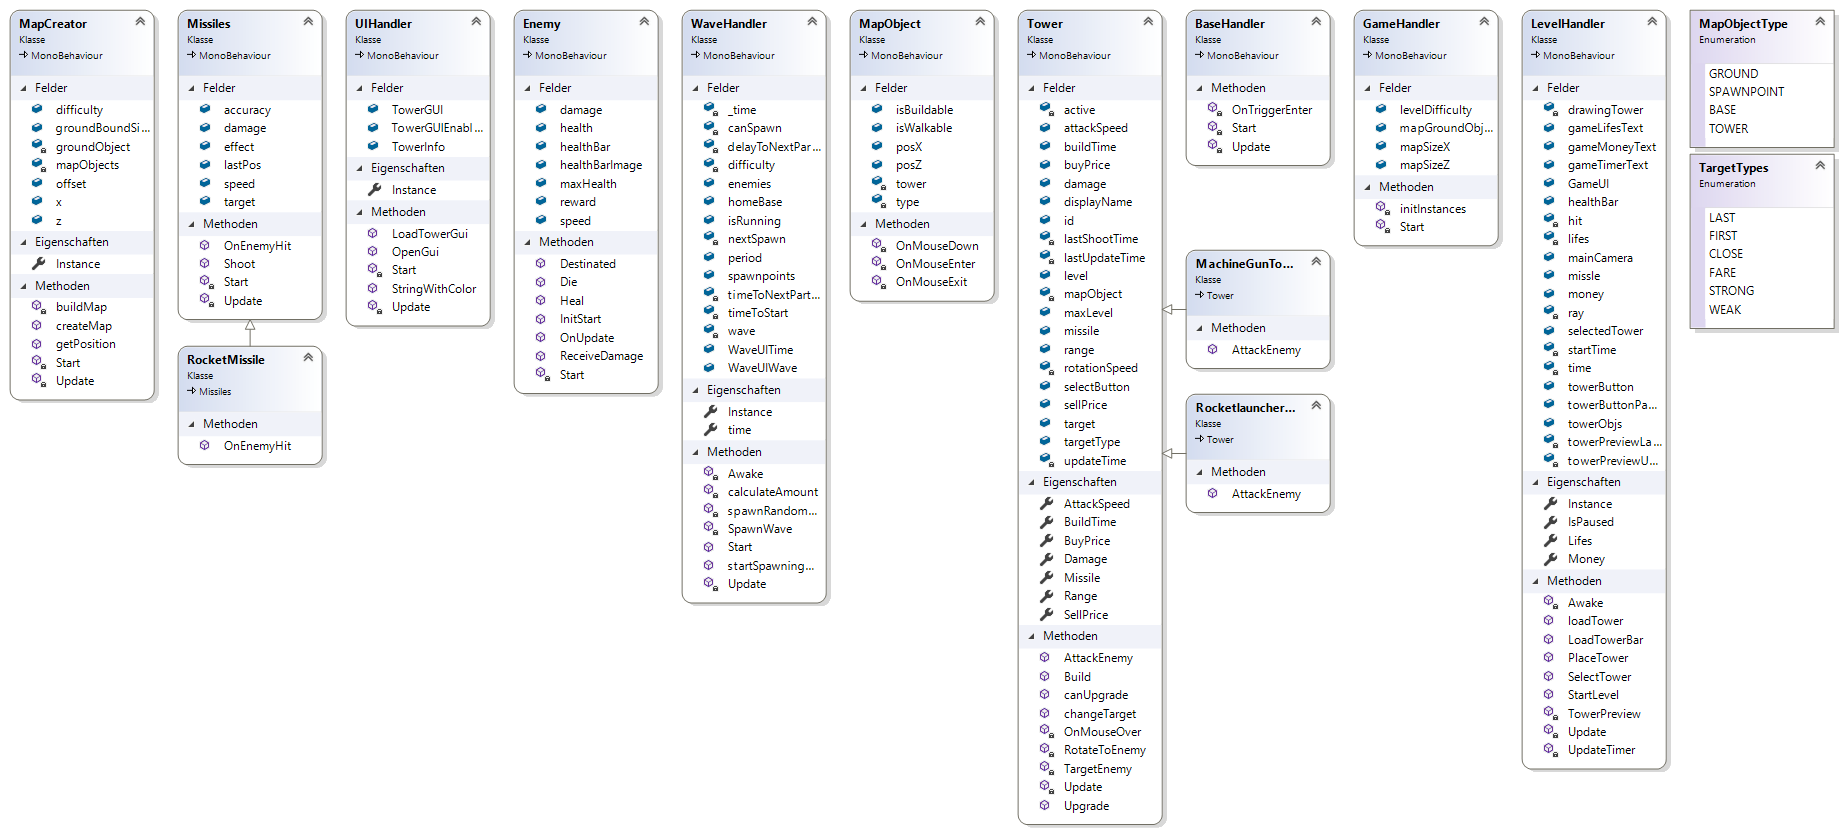 MapCreator
Klasse
MonoBehaviour
Felder
difficulty
groundBoundSi...
groundObject
mapObjects
offset
x
z
Eigenschaften
Instance
Methoden
buildMap
createMap
getPosition
Start
Update
Missiles
Klasse
MonoBehaviour
Felder
accuracy
damage
effect
lastPos
speed
target
Methoden
OnEnemyHit
Shoot
Start
Update
RocketMissile
Klasse
Missiles
Methoden
OnEnemyHit
UIHandler
Klasse
MonoBehaviour
Felder
TowerGUI
TowerGUIEnabl...
TowerInfo
Eigenschaften
Instance
Methoden
LoadTowerGui
OpenGui
Start
StringWithColor
Update
Enemy
Klasse
MonoBehaviour
Felder
damage
health
healthBar
healthBarImage
maxHealth
reward
speed
Methoden
Destinated
Die
Heal
InitStart
OnUpdate
ReceiveDamage
Start
WaveHandler
Klasse
MonoBehaviour
Felder
_time
canSpawn
delayToNextPar...
difficulty
enemies
homeBase
isRunning
nextSpawn
period
spawnpoints
timeToNextPart...
timeToStart
wave
WaveUITime
WaveUIWave
Eigenschaften
Instance
time
Methoden
Awake
calculateAmount
spawnRandom...
SpawnWave
Start
startSpawning...
Update
MapObject
Klasse
MonoBehaviour
Felder
isBuildable
isWalkable
posX
posZ
tower
type
Methoden
OnMouseDown
OnMouseEnter
OnMouseExit
Tower
Klasse
MonoBehaviour
Felder
active
attackSpeed
buildTime
buyPrice
damage
displayName
id
lastShootTime
lastUpdateTime
level
mapObject
maxLevel
missile
range
rotationSpeed
selectButton
sellPrice
target
targetType
updateTime
Eigenschaften
AttackSpeed
BuildTime
BuyPrice
Damage
Missile
Range
SellPrice
Methoden
AttackEnemy
Build
canUpgrade
changeTarget
OnMouseOver
RotateToEnemy
TargetEnemy
Update
Upgrade
BaseHandler
Klasse
MonoBehaviour
Methoden
OnTriggerEnter
Start
Update
MachineGunTo...
Klasse
Tower
Methoden
AttackEnemy
Rocketlauncher...
Klasse
Tower
Methoden
AttackEnemy
GameHandler
Klasse
MonoBehaviour
Felder
levelDifficulty
mapGroundObj...
mapSizeX
mapSizeZ
Methoden
initInstances
Start
LevelHandler
Klasse
MonoBehaviour
Felder
drawingTower
gameLifesText
gameMoneyText
gameTimerText
GameUI
healthBar
hit
lifes
mainCamera
missle
money
ray
selectedTower
startTime
time
towerButton
towerButtonPa...
towerObjs
towerPreviewLa...
towerPreviewU...
Eigenschaften
Instance
IsPaused
Lifes
Money
Methoden
Awake
loadTower
LoadTowerBar
PlaceTower
SelectTower
StartLevel
TowerPreview
Update
UpdateTimer
MapObjectType
Enumeration
GROUND
SPAWNPOINT
BASE
TOWER
TargetTypes
Enumeration
LAST
FIRST
CLOSE
FARE
STRONG
WEAK